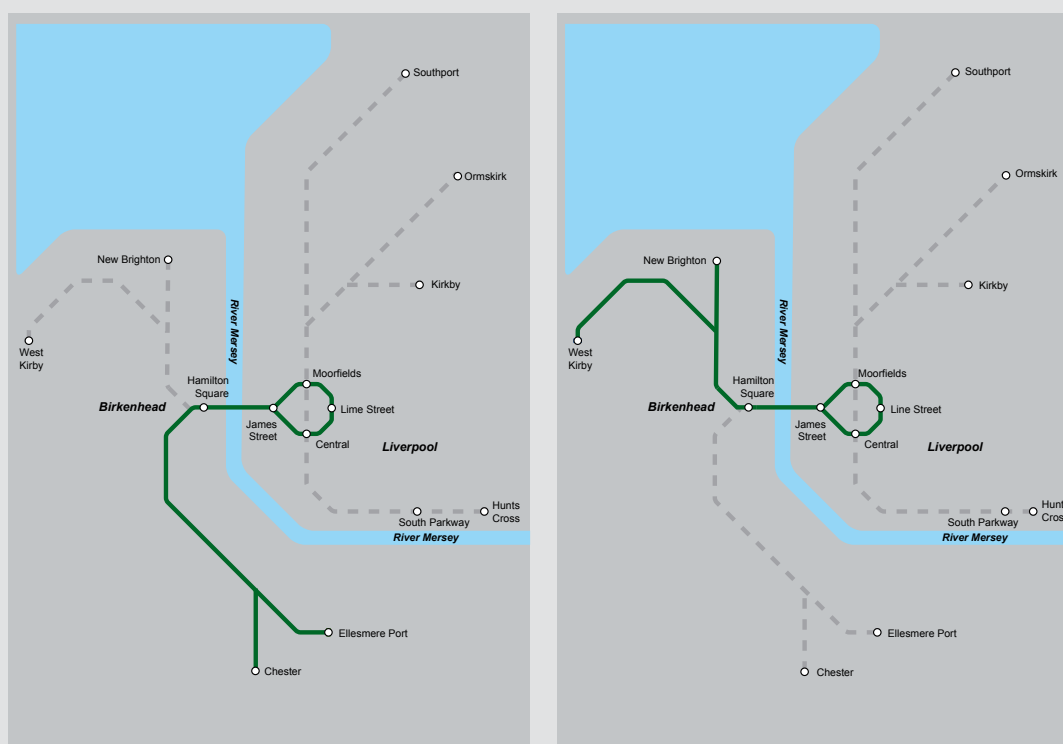 Southport
Ormskirk
New Brighton
Kirkby
River Mersey
West
Kirby
Moorfields
Hamilton
Square
Birkenhead
Lime Street
James
Street
Central
Liverpool
Hunts
Cross
South Parkway
River Mersey
Ellesmere Port
Chester
Southport
Ormskirk
New Brighton
Kirkby
River Mersey
West
Kirby
Moorfields
Hamilton
Square
Birkenhead
Lime Street
James
Street
Central
Liverpool
Hunt
Cros
South Parkway
River Mersey
Ellesmere Port
Chester